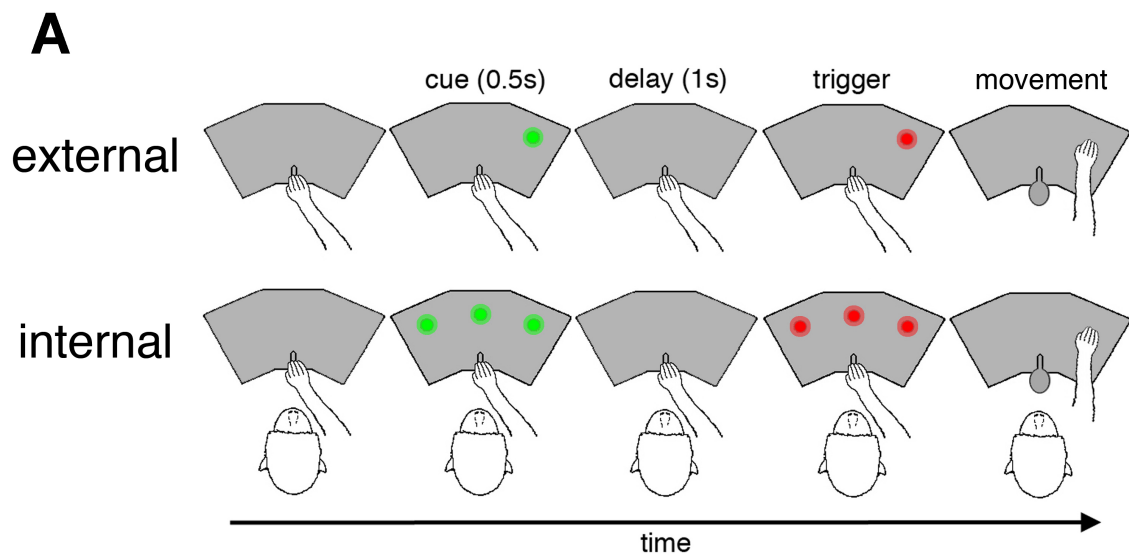 A
cue (0.5s) delay (1s) trigger movement
external
internal
time